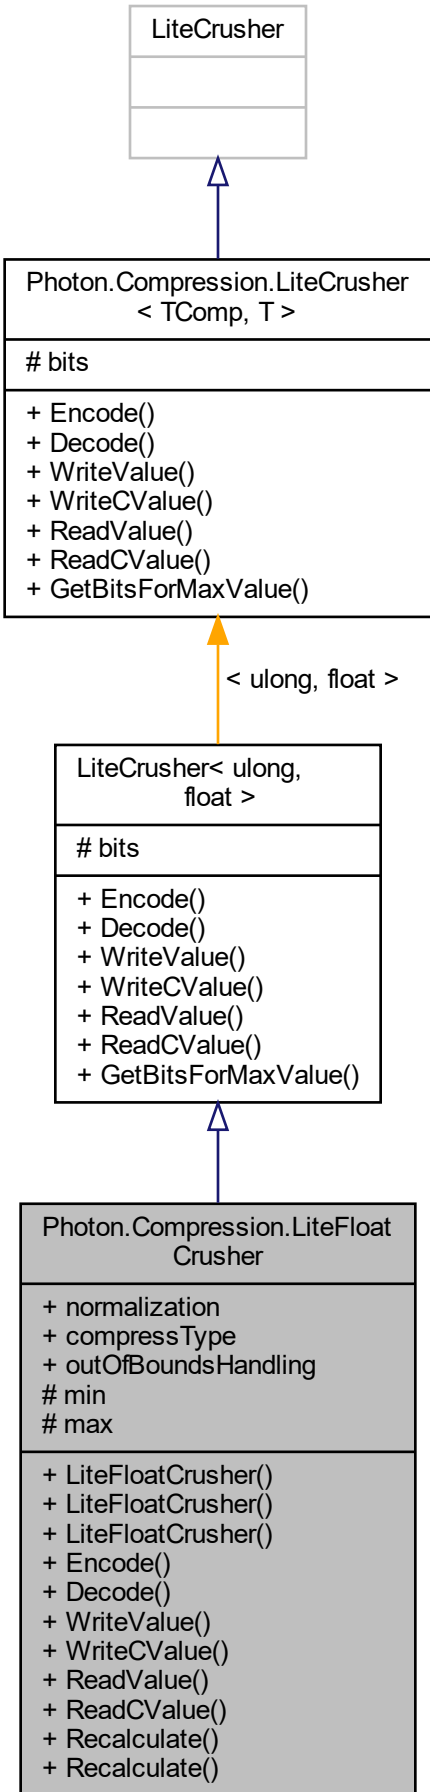 LiteCrusher
Photon.Compression.LiteCrusher
< TComp, T >
# bits
+ Encode()
+ Decode()
+ WriteValue()
+ WriteCValue()
+ ReadValue()
+ ReadCValue()
+ GetBitsForMaxValue()
< ulong, float >
LiteCrusher< ulong,
float >
# bits
+ Encode()
+ Decode()
+ WriteValue()
+ WriteCValue()
+ ReadValue()
+ ReadCValue()
+ GetBitsForMaxValue()
Photon.Compression.LiteFloat
Crusher
+ normalization
+ compressType
+ outOfBoundsHandling
# min
# max
+ LiteFloatCrusher()
+ LiteFloatCrusher()
+ LiteFloatCrusher()
+ Encode()
+ Decode()
+ WriteValue()
+ WriteCValue()
+ ReadValue()
+ ReadCValue()
+ Recalculate()
+ Recalculate()